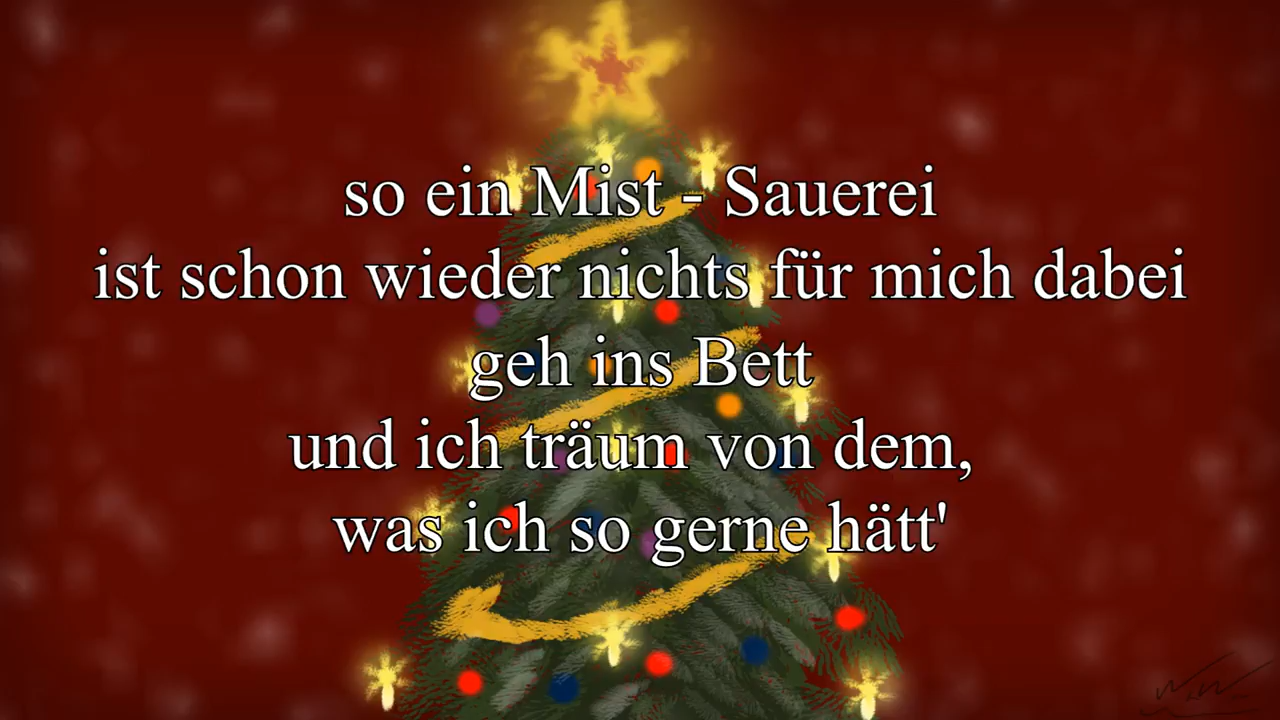 so ein Mist - Sauerei
ist schon wieder nichts für mich dabei
geh ins Bett
und ich träum von dem,
was ich so gerne hätt'